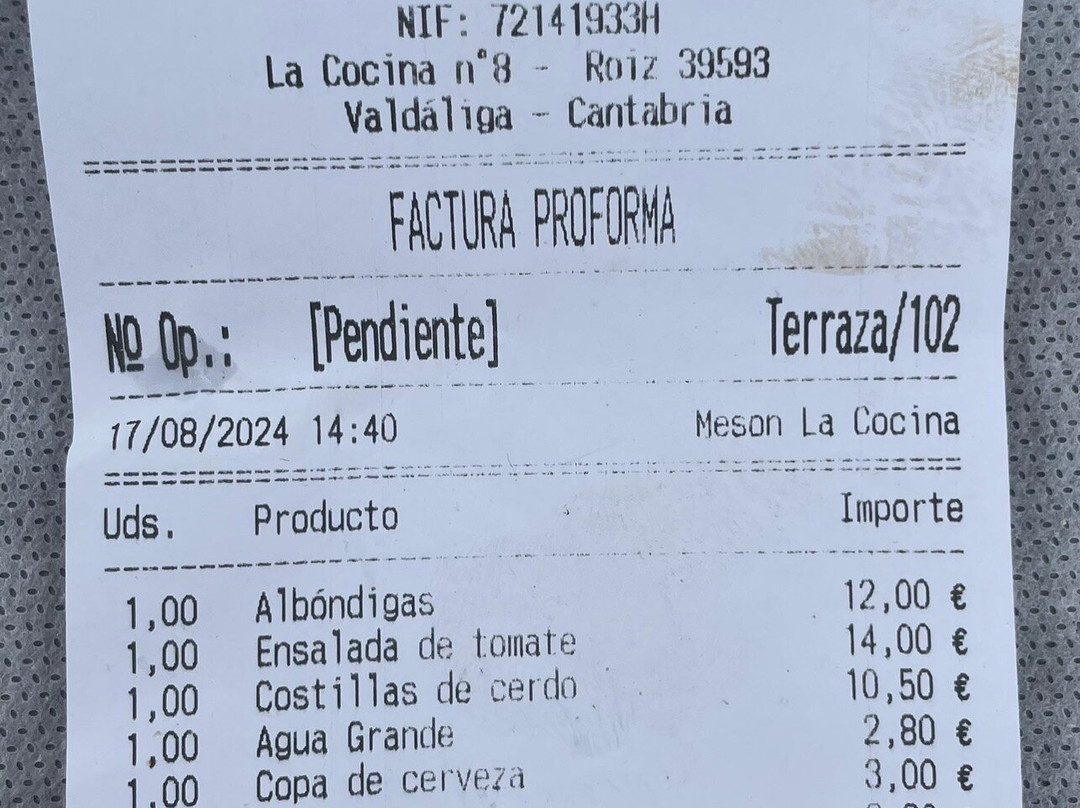 NIF: 72141933H
La Cocina nº8 - Roiz 39593
Valdáliga - Cantabria
FACTURA PROFORMA
Nº Op.: [Pendiente] Terraza/102
17/08/2024 14:40 Meson La Cocina
Uds. Producto Importe
1,00 Albóndigas 12,00 €
1,00 Ensalada de tomate 14,00 €
1,00 Costillas de cerdo 10,50 €
1,00 Agua Grande 2,80 €
1,00 Copa de cerveza 3,00 €